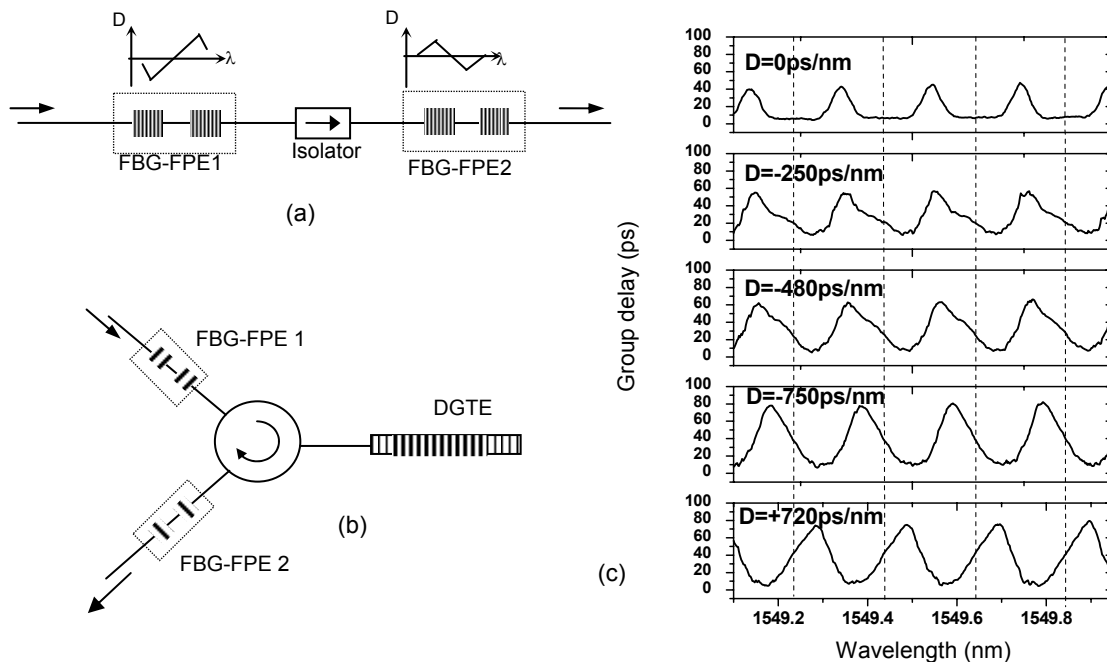 D
λ
D
λ
FBG-FPE1
Isolator
FBG-FPE2
(a)
FBG-FPE 1
DGTE
FBG-FPE 2
(b)
(c)
Group delay (ps)
100
80
60
40
20
0
D=0ps/nm
100
80
60
40
20
0
D=-250ps/nm
100
80
60
40
20
0
D=-480ps/nm
100
80
60
40
20
0
D=-750ps/nm
100
80
60
40
20
0
D=+720ps/nm
1549.2 1549.4 1549.6 1549.8
Wavelength (nm)